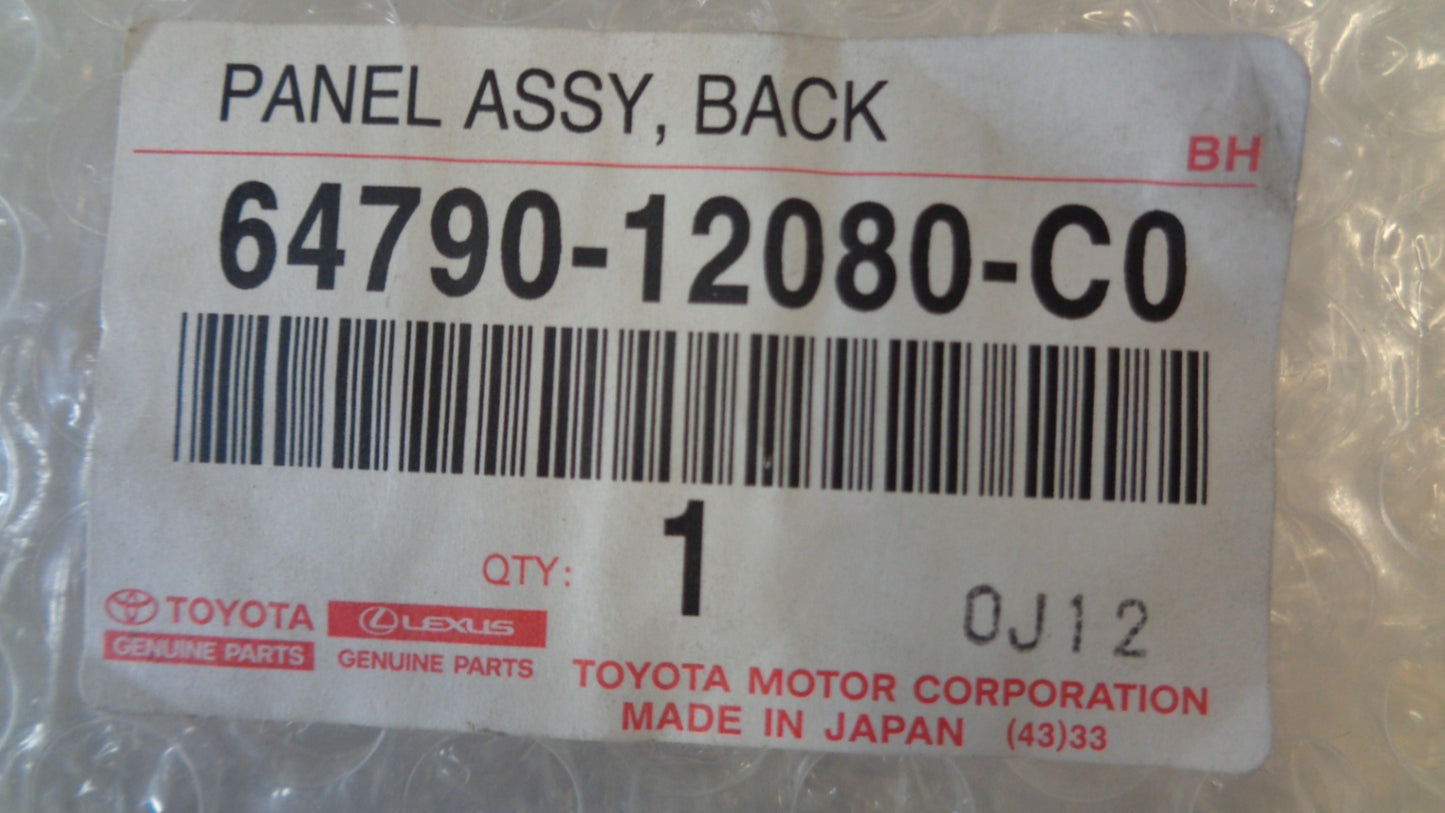 PANEL ASSY, BACK
BH
64790-12080-C0
QTY: 1
0J12
TOYOTA
GENUINE PARTS
LEXUS
GENUINE PARTS
TOYOTA MOTOR CORPORATION
MADE IN JAPAN (43)33